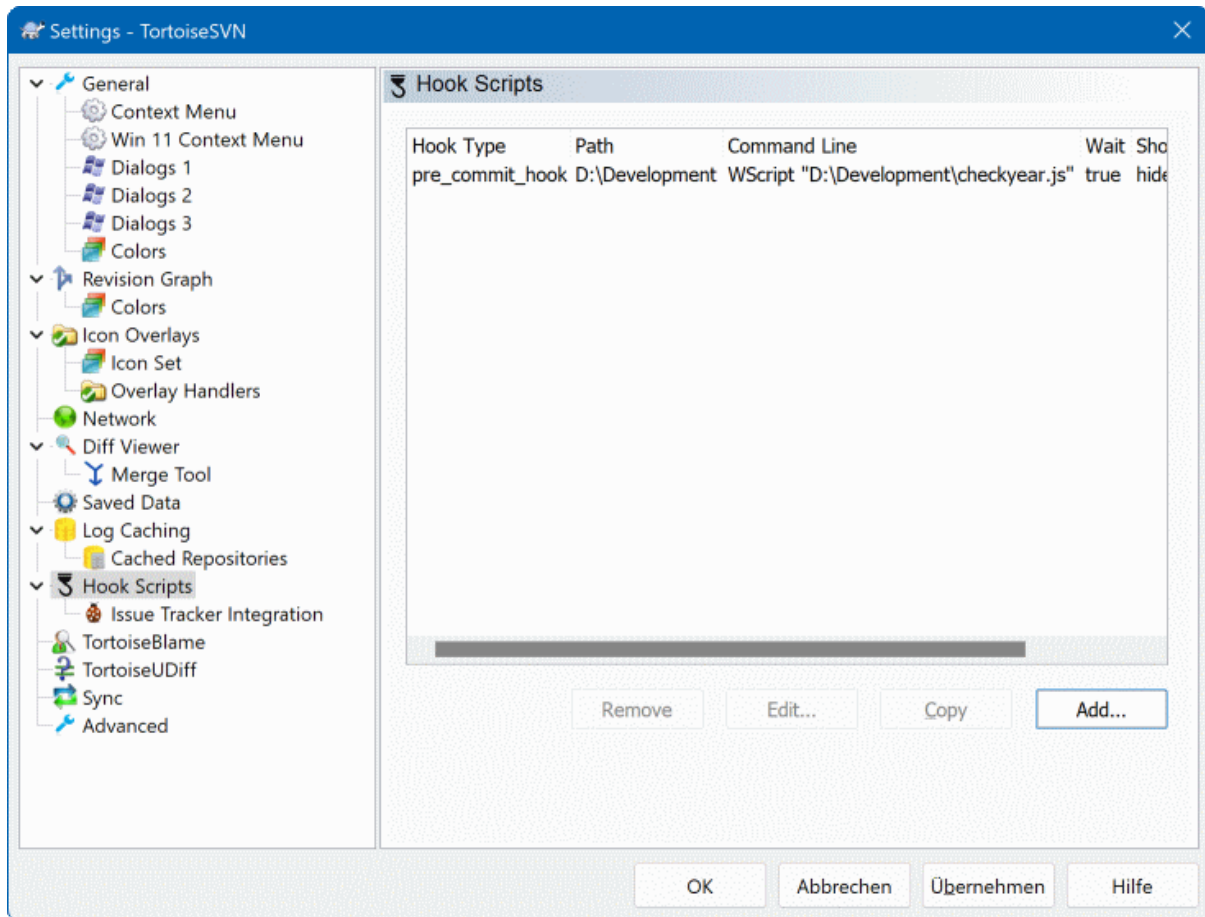 Settings - TortoiseSVN
General
Context Menu
Win 11 Context Menu
Dialogs 1
Dialogs 2
Dialogs 3
Colors
Revision Graph
Colors
Icon Overlays
Icon Set
Overlay Handlers
Network
Diff Viewer
Merge Tool
Saved Data
Log Caching
Cached Repositories
Hook Scripts
Issue Tracker Integration
TortoiseBlame
TortoiseUDiff
Sync
Advanced
Hook Scripts
Hook Type Path Command Line Wait Sho
pre_commit_hook D:\Development WScript "D:\Development\checkyear.js" true hide
Remove Edit... Copy Add...
OK Abbrechen Übernehmen Hilfe